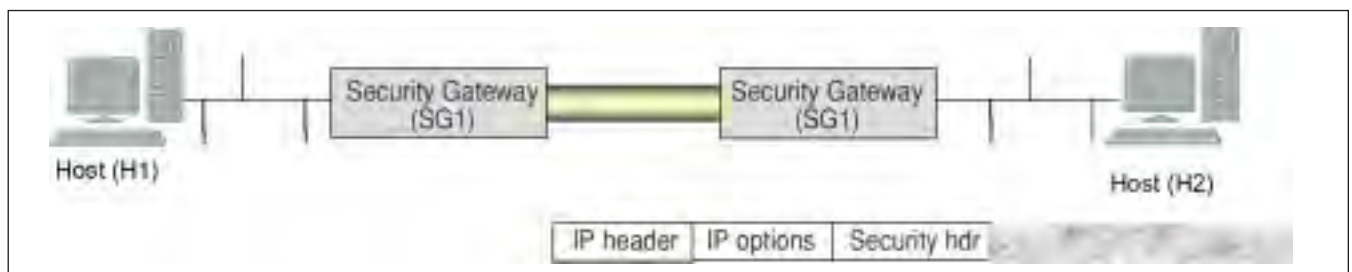 Security Gateway
(SG1)
Security Gateway
(SG1)
Host (H1)
Host (H2)
IP header
IP options
Security hdr